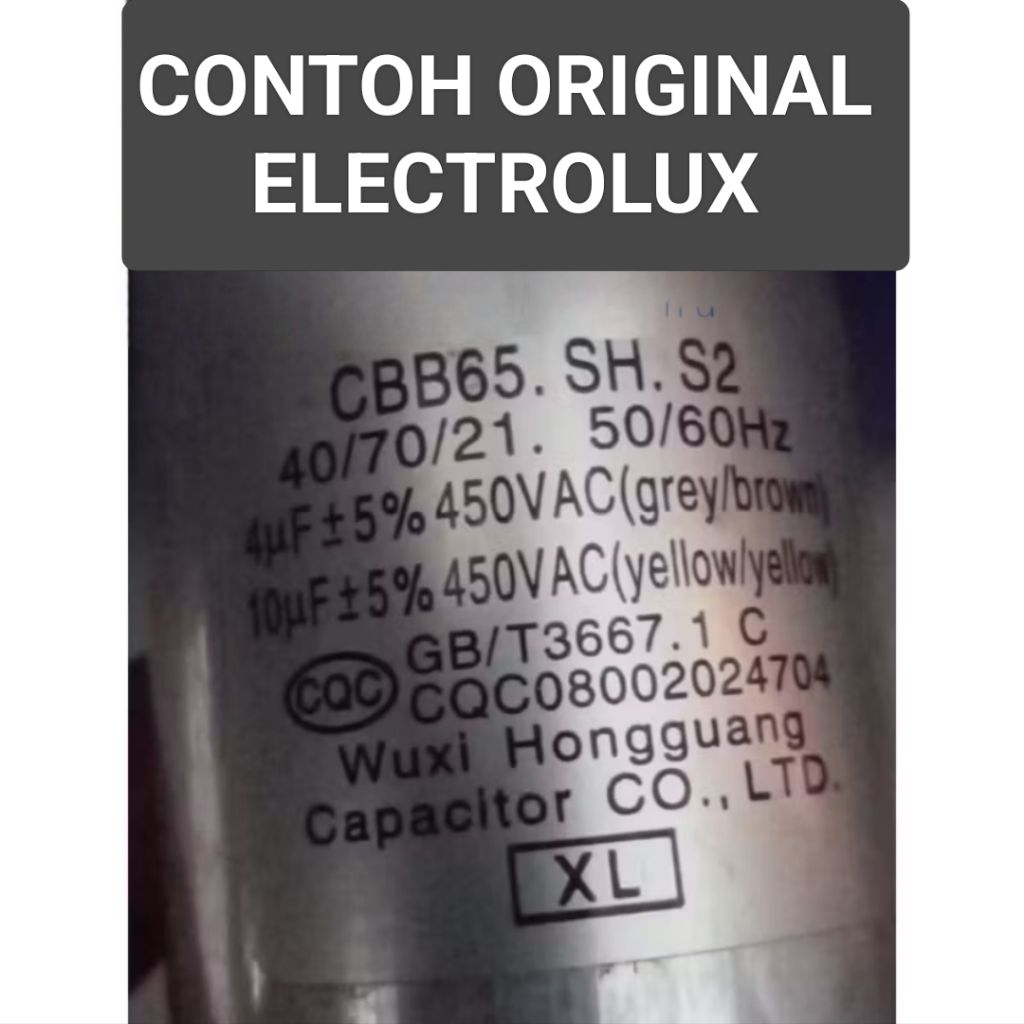 CONTOH ORIGINAL
ELECTROLUX
CBB65. SH. S2
40/70/21. 50/60Hz
4µF±5% 450VAC(grey/brown)
10µF±5% 450VAC(yellow/yellow)
GB/T3667.1 C
CQC CQC08002024704
Wuxi Hongguang
Capacitor CO., LTD.
XL